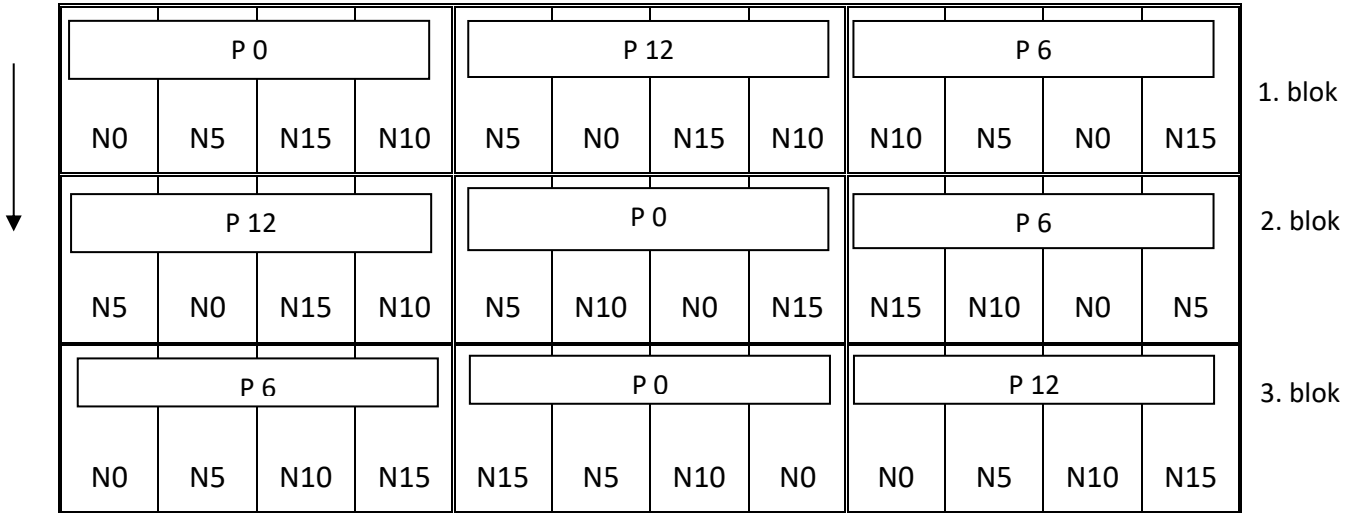 P 0 P 12 P 6
1. blok
N0 N5 N15 N10 N5 N0 N15 N10 N10 N5 N0 N15
P 12 P 0 P 6 2. blok
N5 N0 N15 N10 N5 N10 N0 N15 N15 N10 N0 N5
P 6 P 0 P 12 3. blok
N0 N5 N10 N15 N15 N5 N10 N0 N0 N5 N10 N15